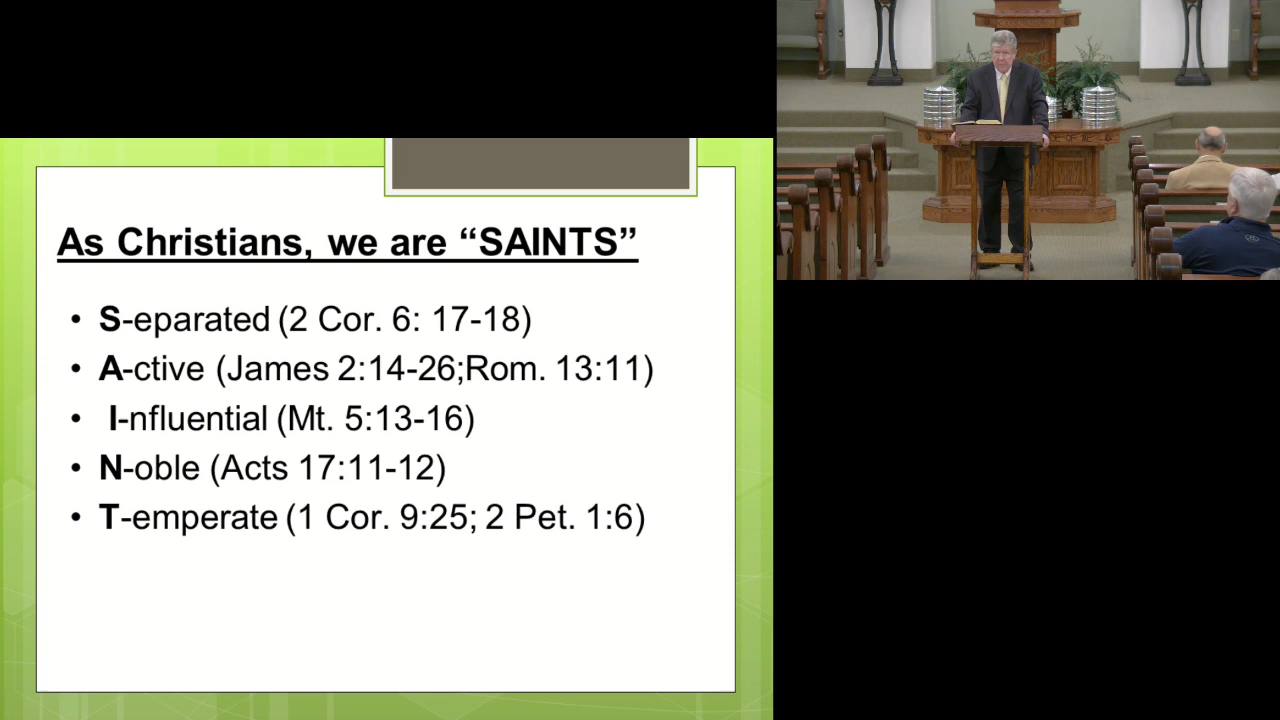 As Christians, we are “SAINTS”
• S-eparated (2 Cor. 6: 17-18)
• A-ctive (James 2:14-26;Rom. 13:11)
• I-nfluential (Mt. 5:13-16)
• N-oble (Acts 17:11-12)
• T-emperate (1 Cor. 9:25; 2 Pet. 1:6)